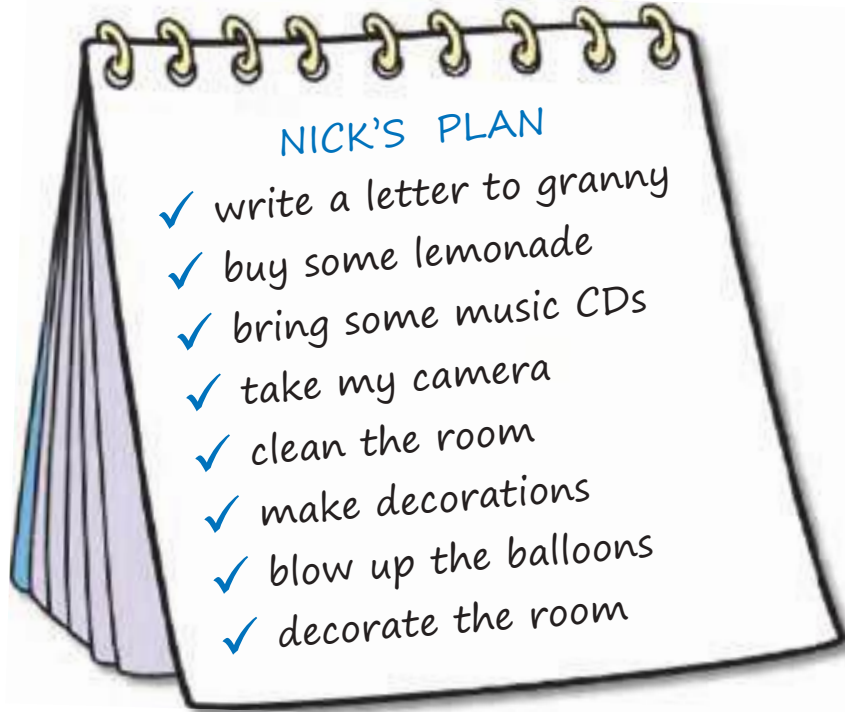 NICK'S PLAN
✓ write a letter to granny
✓ buy some lemonade
✓ bring some music CDs
✓ take my camera
✓ clean the room
✓ make decorations
✓ blow up the balloons
✓ decorate the room